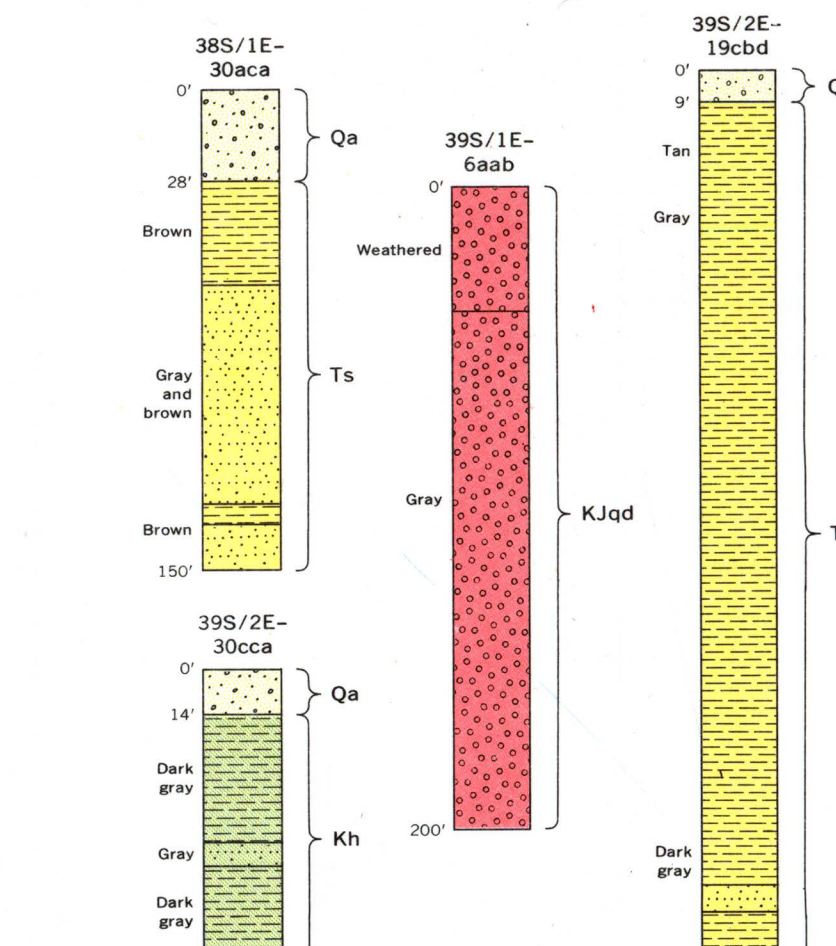 38S/1E-
30aca
0'
Qa
28'
Brown
Ts
Gray
and
brown
Brown
150'
39S/2E-
30cca
0'
Qa
14'
Dark
gray
Kh
Gray
Dark
gray
39S/1E-
6aab
0'
Weathered
Gray
KJqd
200'
39S/2E-
19cbd
0'
9'
Tan
Gray
Dark
gray